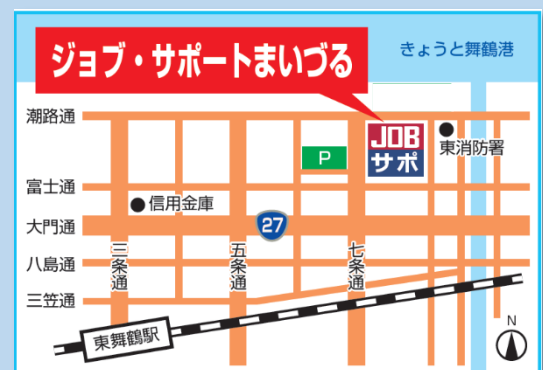 ジョブ・サポートまいづる
きょうと舞鶴港
潮路通
JOB
サポ
東消防署
P
富士通
信用金庫
大門通
27
八島通
三条通
五条通
七条通
三笠通
東舞鶴駅
N